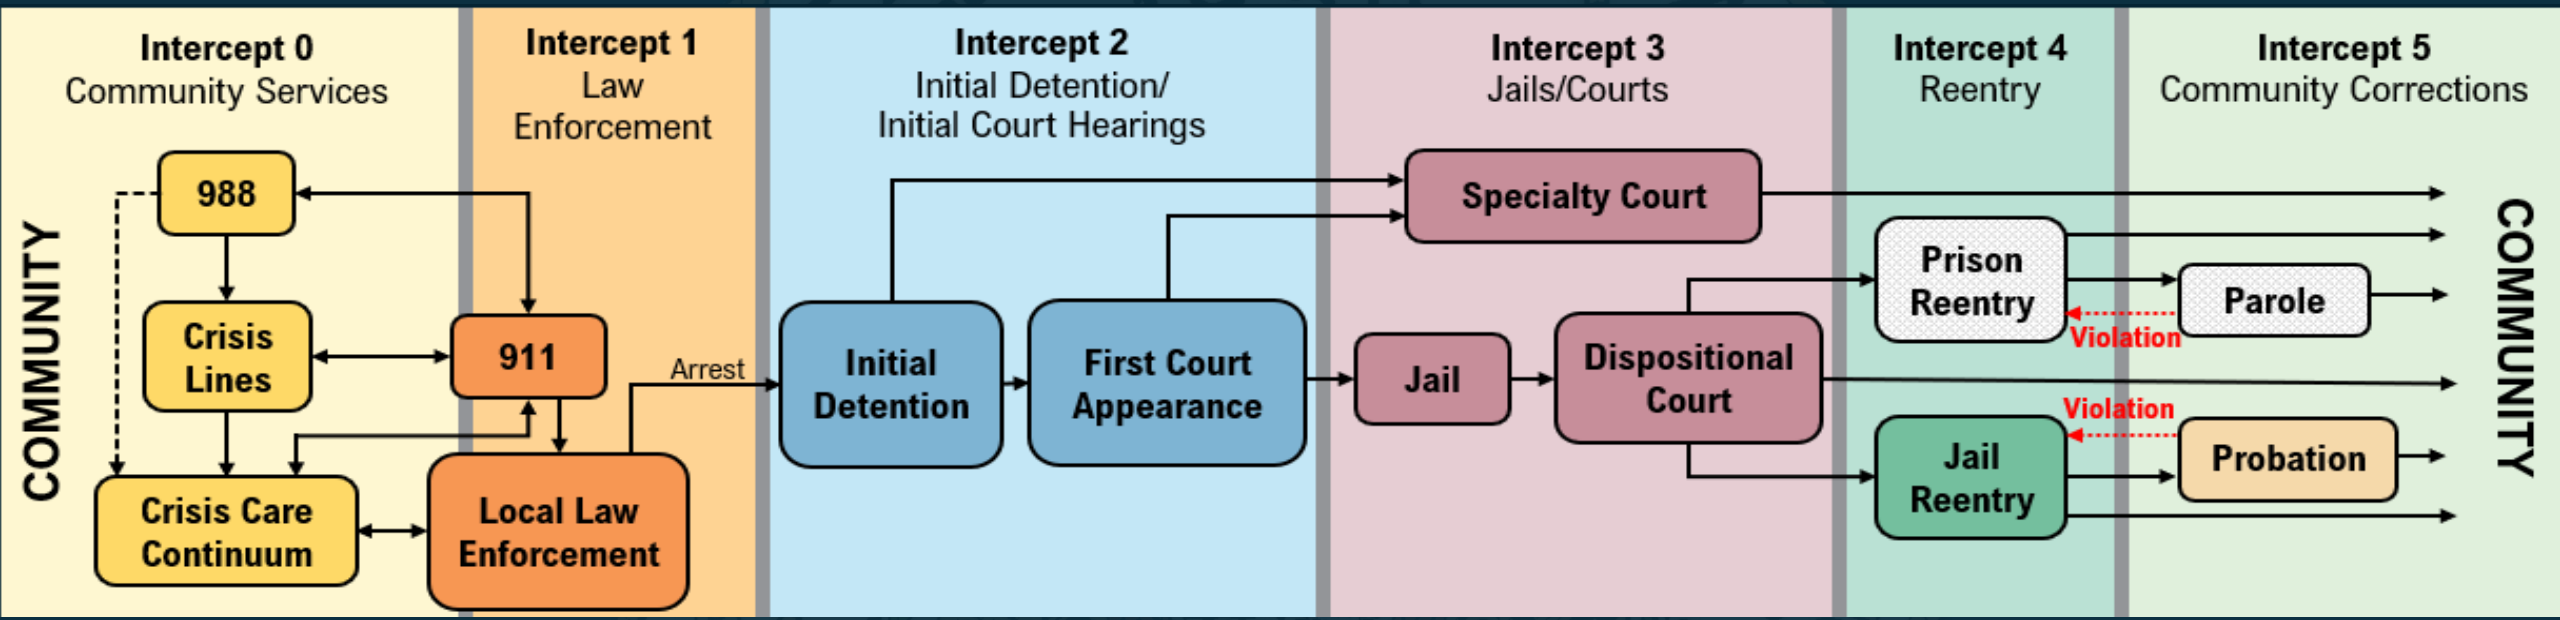 Intercept 0
Community Services
Intercept 1
Law
Enforcement
Intercept 2
Initial Detention/
Initial Court Hearings
Intercept 3
Jails/Courts
Intercept 4
Reentry
Intercept 5
Community Corrections
COMMUNITY
988
Crisis
Lines
Crisis Care
Continuum
911
Local Law
Enforcement
Arrest
Initial
Detention
First Court
Appearance
Specialty Court
Jail
Dispositional
Court
Prison
Reentry
Jail
Reentry
Violation
Violation
Parole
Probation
COMMUNITY